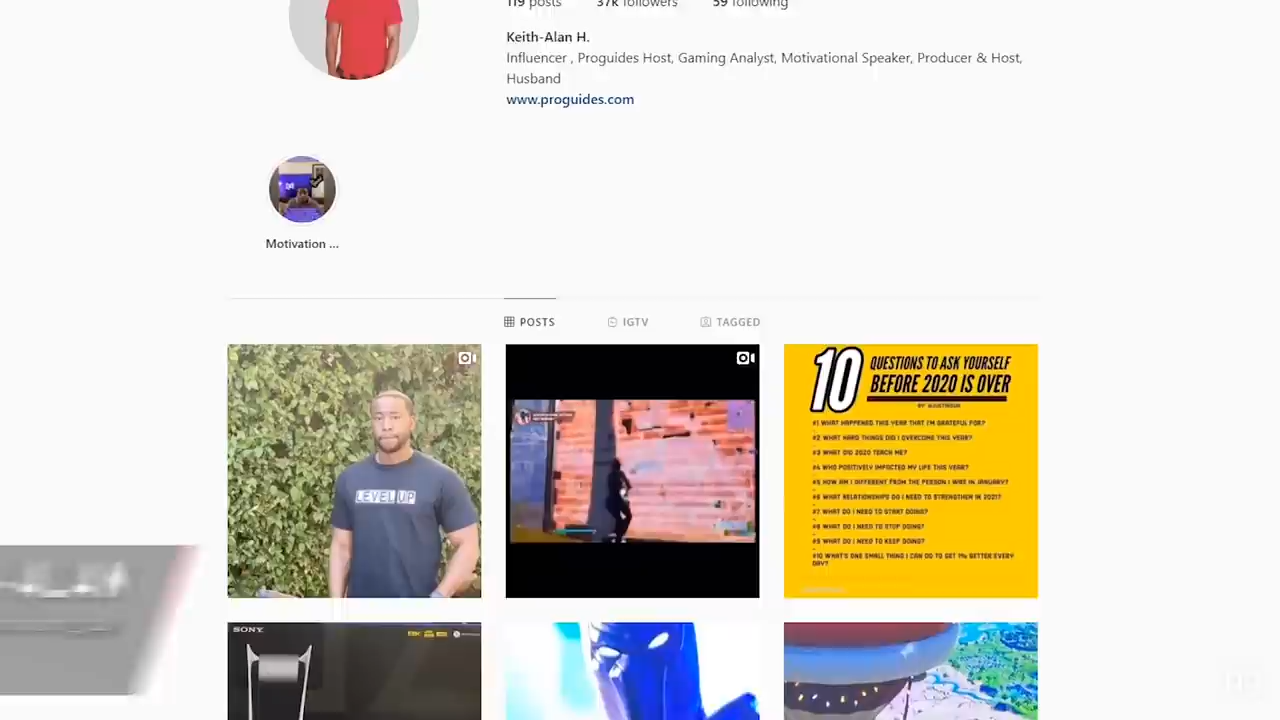 119 posts 37k followers 59 following
Keith-Alan H.
Influencer , Proguides Host, Gaming Analyst, Motivational Speaker, Producer & Host,
Husband
www.proguides.com
Motivation ...
POSTS IGTV TAGGED
LEVEL UP
10 QUESTIONS TO ASK YOURSELF
BEFORE 2020 IS OVER
#1 WHAT HAPPENED THIS YEAR THAT I'M GRATEFUL FOR?
#2 WHAT HARD THINGS DID I OVERCOME THIS YEAR?
#3 WHAT DID 2020 TEACH ME?
#4 WHO POSITIVELY IMPACTED MY LIFE THIS YEAR?
#5 HOW AM I DIFFERENT FROM THE PERSON I WAS IN JANUARY?
#6 WHAT RELATIONSHIPS DO I NEED TO STRENGTHEN IN 2021?
#7 WHAT DO I NEED TO START DOING?
#8 WHAT DO I NEED TO STOP DOING?
#9 WHAT DO I NEED TO KEEP DOING?
#10 WHAT'S ONE SMALL THING I CAN DO TO GET 1% BETTER EVERY
DAY?
SONY